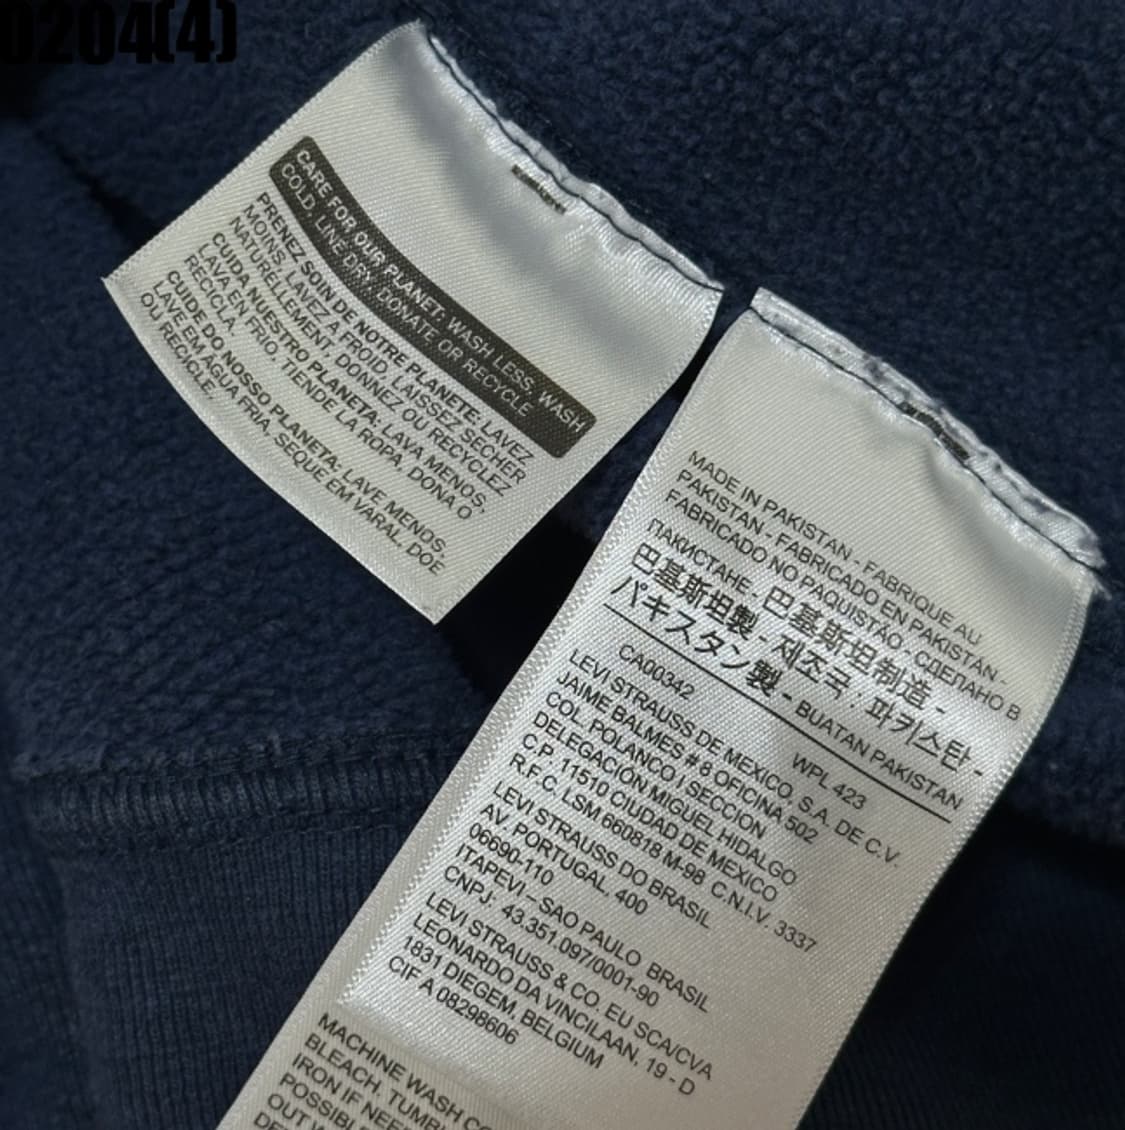 0204(4)
CARE FOR OUR PLANET: WASH LESS, WASH
COLD, LINE DRY, DONATE OR RECYCLE
PRENEZ SOIN DE NOTRE PLANETE: LAVEZ
MOINS, LAVEZ A FROID, LAISSEZ SECHER
NATURELLEMENT, DONNEZ OU RECYCLEZ
CUIDA NUESTRO PLANETA: LAVA MENOS,
LAVA EN FRIO, TIENDE LA ROPA, DONA O
RECICLA.
CUIDE DO NOSSO PLANETA: LAVE MENOS,
LAVE EM ÁGUA FRIA, SEQUE EM VARAL, DOE
OU RECICLE.
MADE IN PAKISTAN - FABRIQUE AU
PAKISTAN - FABRICADO EN PAKISTAN -
FABRICADO NO PAQUISTÃO - СДЕЛАНО В
ПАКИСТАНЕ. 巴基斯坦制造 -
巴基斯坦製 - 제조국 : 파키스탄 -
パキスタン製 - BUATAN PAKISTAN
CA00342 WPL 423
LEVI STRAUSS DE MEXICO, S.A. DE C.V.
JAIME BALMES # 8 OFICINA 502
COL. POLANCO I SECCION
DELEGACIÓN MIGUEL HIDALGO
C.P. 11510 CIUDAD DE MEXICO
R.F.C. LSM 660818 M-98 C.N.I.V. 3337
LEVI STRAUSS DO BRASIL
AV. PORTUGAL, 400
06690-110
ITAPEVI – SAO PAULO BRASIL
CNPJ: 43.351.097/0001-90
LEVI STRAUSS & CO. EU SCA/CVA
LEONARDO DA VINCILAAN, 19 - D
1831 DIEGEM, BELGIUM
CIF A 08298606
MACHINE WASH
BLEACH, TUMB
IRON IF NEE
POSSIBL
OUT